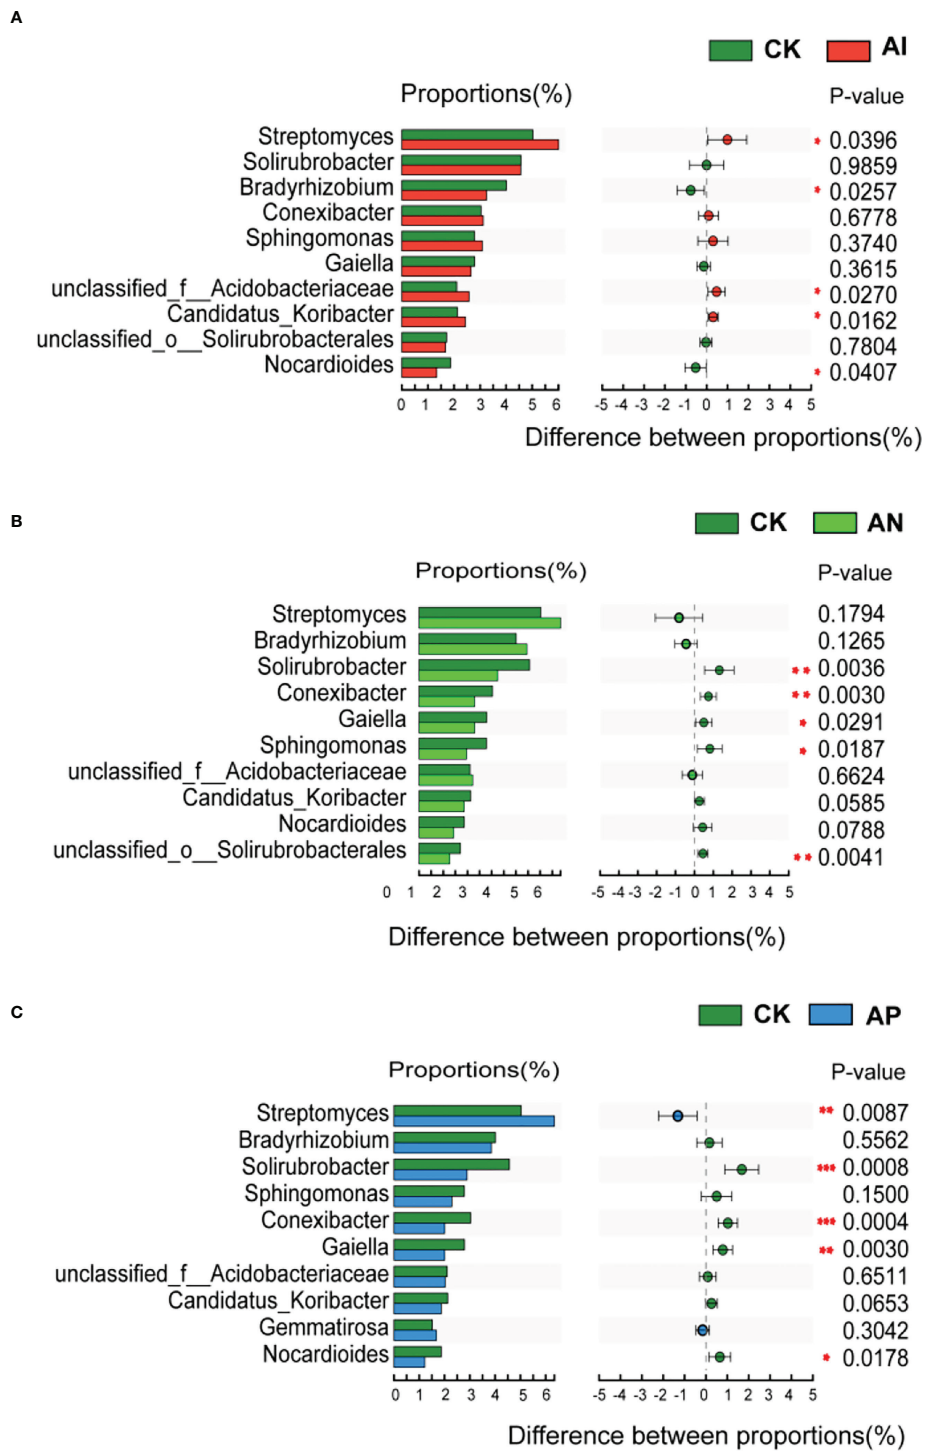 A
CK AI
Proportions(%) P-value
Streptomyces * 0.0396
Solirubrobacter 0.9859
Bradyrhizobium * 0.0257
Conexibacter 0.6778
Sphingomonas 0.3740
Gaiella 0.3615
unclassified_f__Acidobacteriaceae * 0.0270
Candidatus_Koribacter * 0.0162
unclassified_o__Solirubrobacterales 0.7804
Nocardioides * 0.0407
0 1 2 3 4 5 6 -5 -4 -3 -2 -1 0 1 2 3 4 5
Difference between proportions(%)
B
CK AN
Proportions(%) P-value
Streptomyces 0.1794
Bradyrhizobium 0.1265
Solirubrobacter ** 0.0036
Conexibacter ** 0.0030
Gaiella * 0.0291
Sphingomonas * 0.0187
unclassified_f__Acidobacteriaceae 0.6624
Candidatus_Koribacter 0.0585
Nocardioides 0.0788
unclassified_o__Solirubrobacterales ** 0.0041
0 1 2 3 4 5 6 -5 -4 -3 -2 -1 0 1 2 3 4 5
Difference between proportions(%)
C
CK AP
Proportions(%) P-value
Streptomyces ** 0.0087
Bradyrhizobium 0.5562
Solirubrobacter *** 0.0008
Sphingomonas 0.1500
Conexibacter *** 0.0004
Gaiella ** 0.0030
unclassified_f__Acidobacteriaceae 0.6511
Candidatus_Koribacter 0.0653
Gemmatirosa 0.3042
Nocardioides * 0.0178
0 1 2 3 4 5 6 -5 -4 -3 -2 -1 0 1 2 3 4 5
Difference between proportions(%)